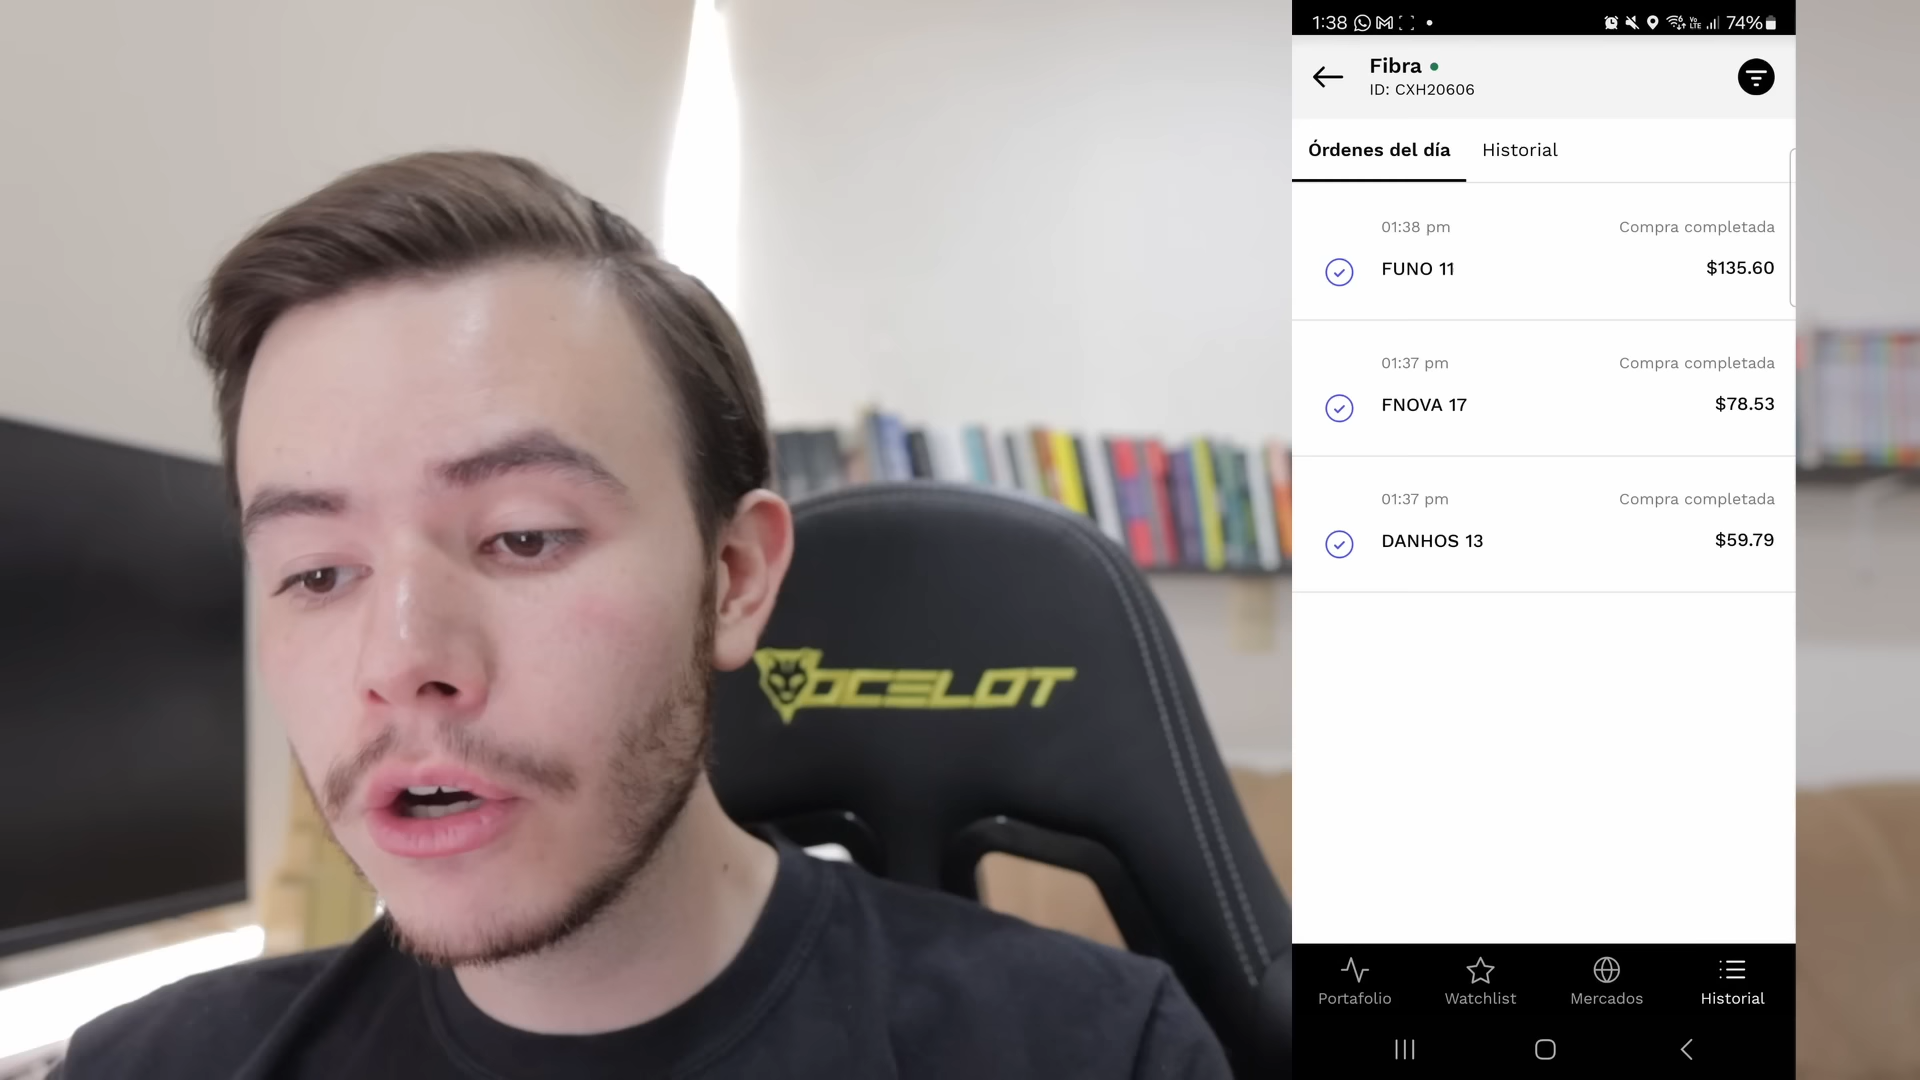 1:38
74%
Fibra
ID: CXH20606
Órdenes del día
Historial
01:38 pm
Compra completada
FUNO 11
$135.60
01:37 pm
Compra completada
FNOVA 17
$78.53
01:37 pm
Compra completada
DANHOS 13
$59.79
Portafolio
Watchlist
Mercados
Historial
OCELOT